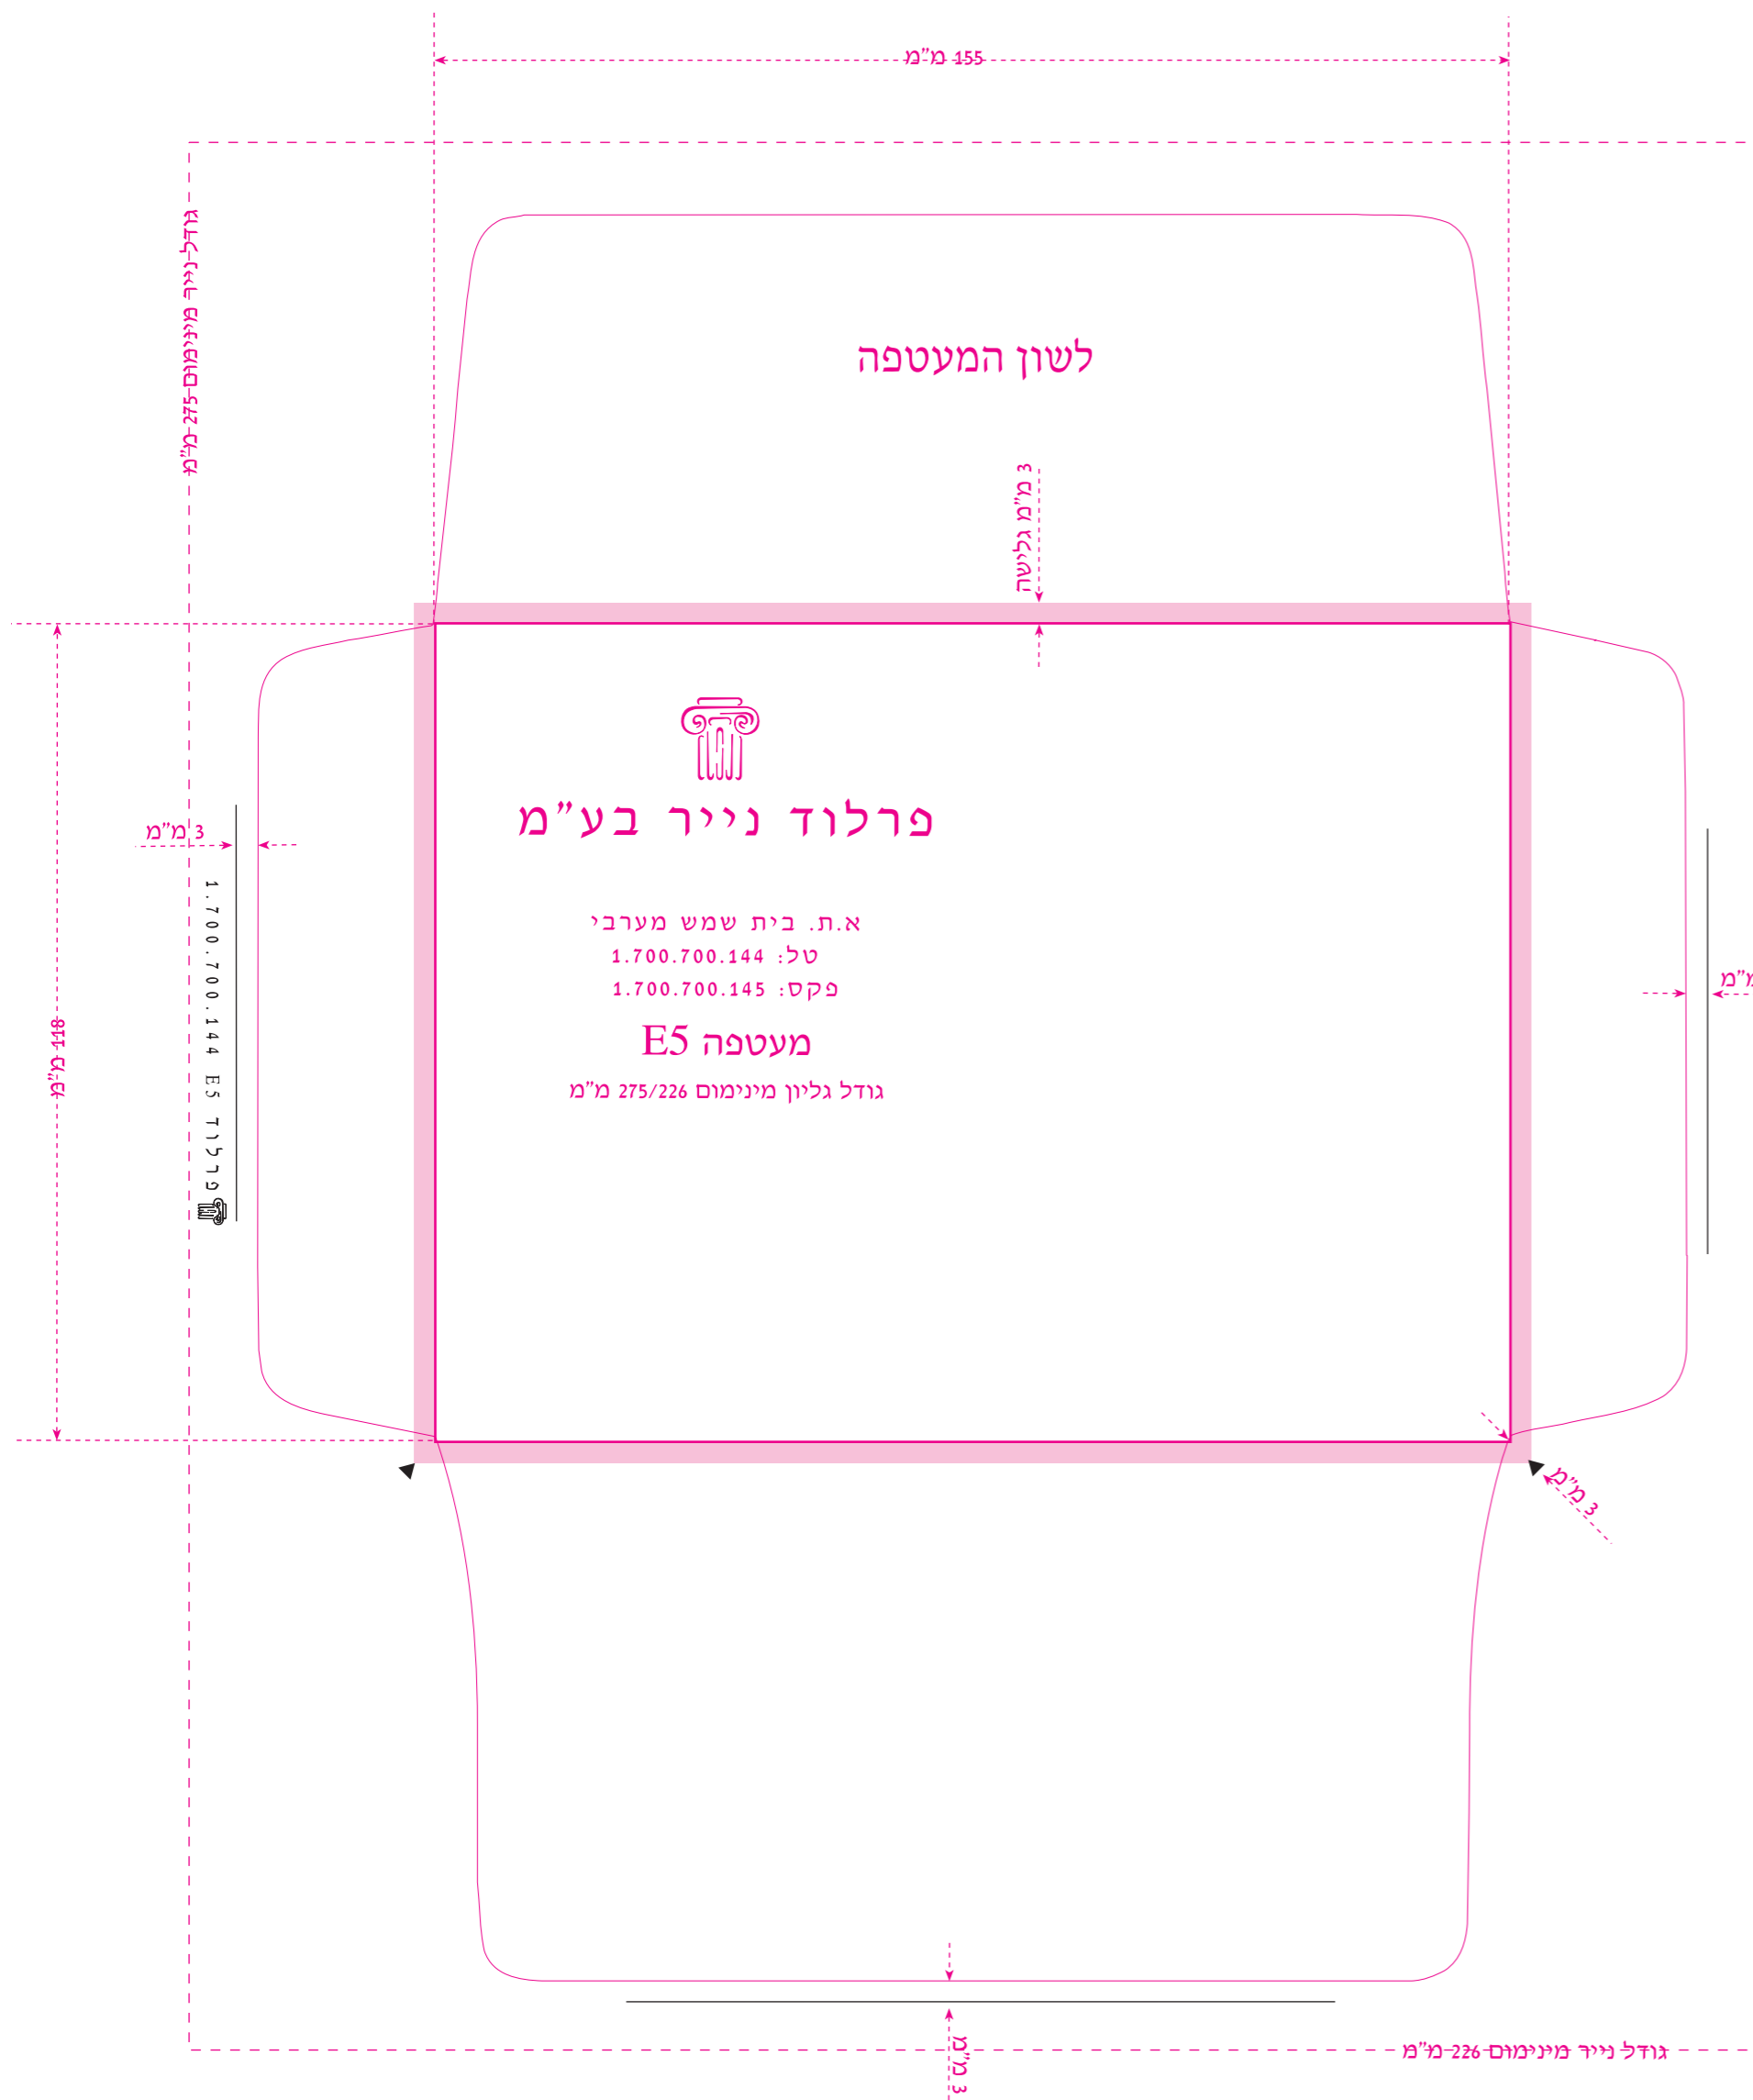 155 מ"מ
גודל נייר מינימום 275 מ"מ
לשון המעטפה
3 מ"מ גלישה
פרלוד נייר בע"מ
3 מ"מ
א.ת. בית שמש מערבי
טל: 1.700.700.144
פקס: 1.700.700.145
מעטפה E5
גודל גליון מינימום 275/226 מ"מ
118 מ"מ
פרלוד E5 1.700.700.144
מ"מ
3 מ"מ
3 מ"מ
גודל נייר מינימום 226 מ"מ